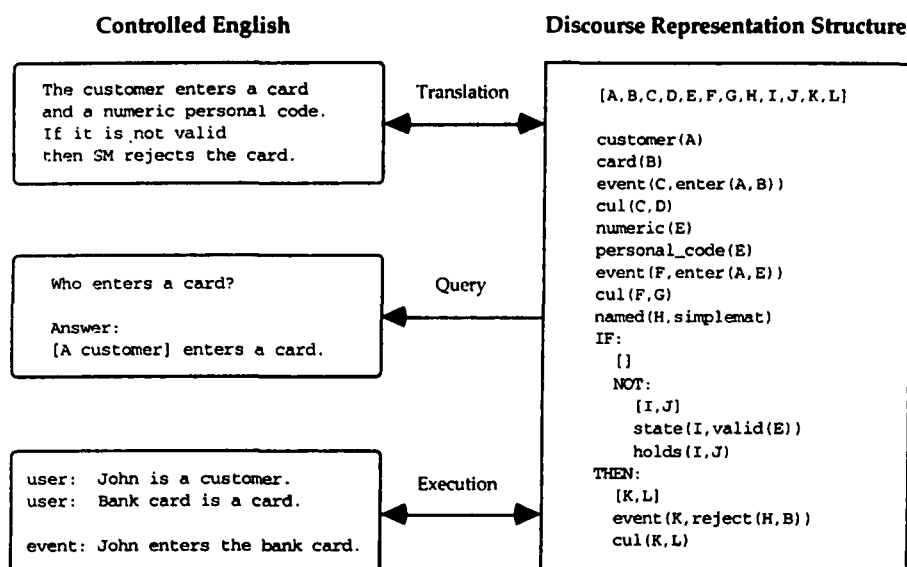 Controlled English
Discourse Representation Structure
The customer enters a card
and a numeric personal code.
If it is not valid
then SM rejects the card.
Translation
Who enters a card?
Answer:
[A customer] enters a card.
Query
user: John is a customer.
user: Bank card is a card.
event: John enters the bank card.
Execution
[A,B,C,D,E,F,G,H,I,J,K,L]
customer(A)
card(B)
event(C,enter(A,B))
cul(C,D)
numeric(E)
personal_code(E)
event(F,enter(A,E))
cul(F,G)
named(H,simplemat)
IF:
[]
NOT:
[I,J]
state(I,valid(E))
holds(I,J)
THEN:
[K,L]
event(K,reject(H,B))
cul(K,L)